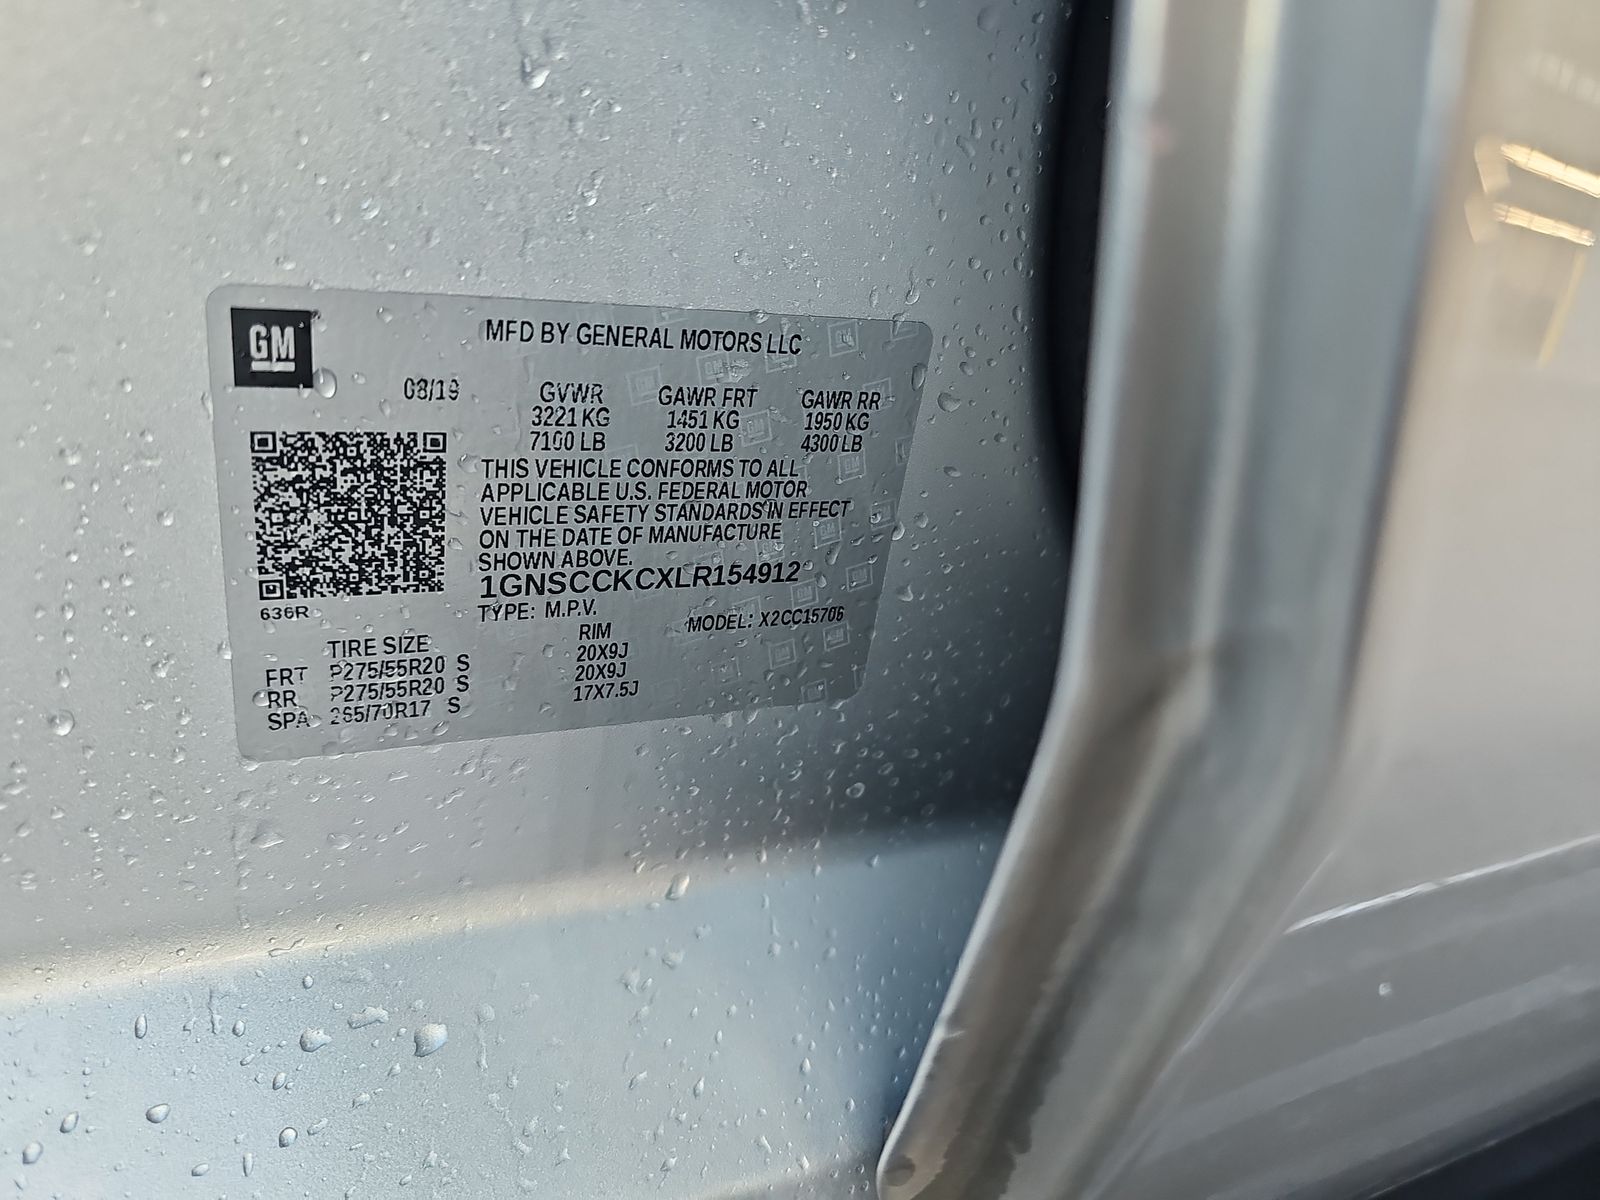 GM
MFD BY GENERAL MOTORS LLC
08/19
GVWR GAWR FRT GAWR RR
3221 KG 1451 KG 1950 KG
7100 LB 3200 LB 4300 LB
THIS VEHICLE CONFORMS TO ALL
APPLICABLE U.S. FEDERAL MOTOR
VEHICLE SAFETY STANDARDS IN EFFECT
ON THE DATE OF MANUFACTURE
SHOWN ABOVE.
1GNSCCKCXLR154912
636R
TYPE: M.P.V. MODEL: X2CC15706
TIRE SIZE RIM
FRT P275/55R20 S 20X9J
RR P275/55R20 S 20X9J
SPA 265/70R17 S 17X7.5J